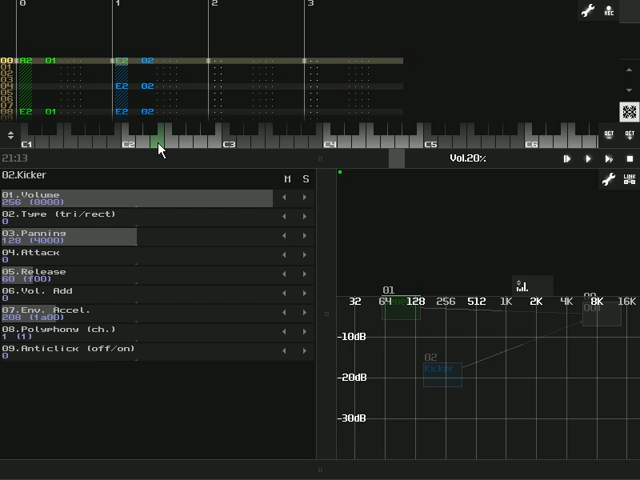 0 1 2 3
REC
00 A2 01 E2 02
01
02
03
04 E2 02
05
06
07
08 E2 01 E2 02
C1 C2 C3 C4 C5 C6
21:13
Vol.20%
02.Kicker
M S
LINK
01.Volume
256 (8000)
02.Type (tri/rect)
0
03.Panning
128 (4000)
04.Attack
0
05.Release
60 (f00)
06.Vol. Add
0
07.Env. Accel.
208 (1a00)
08.Polyphony (ch.)
1 (1)
09.Anticlick (off/on)
0
01
32 64 128 256 512 1K 2K 4K 8K 16K
-10dB
02
Kicker
-20dB
-30dB